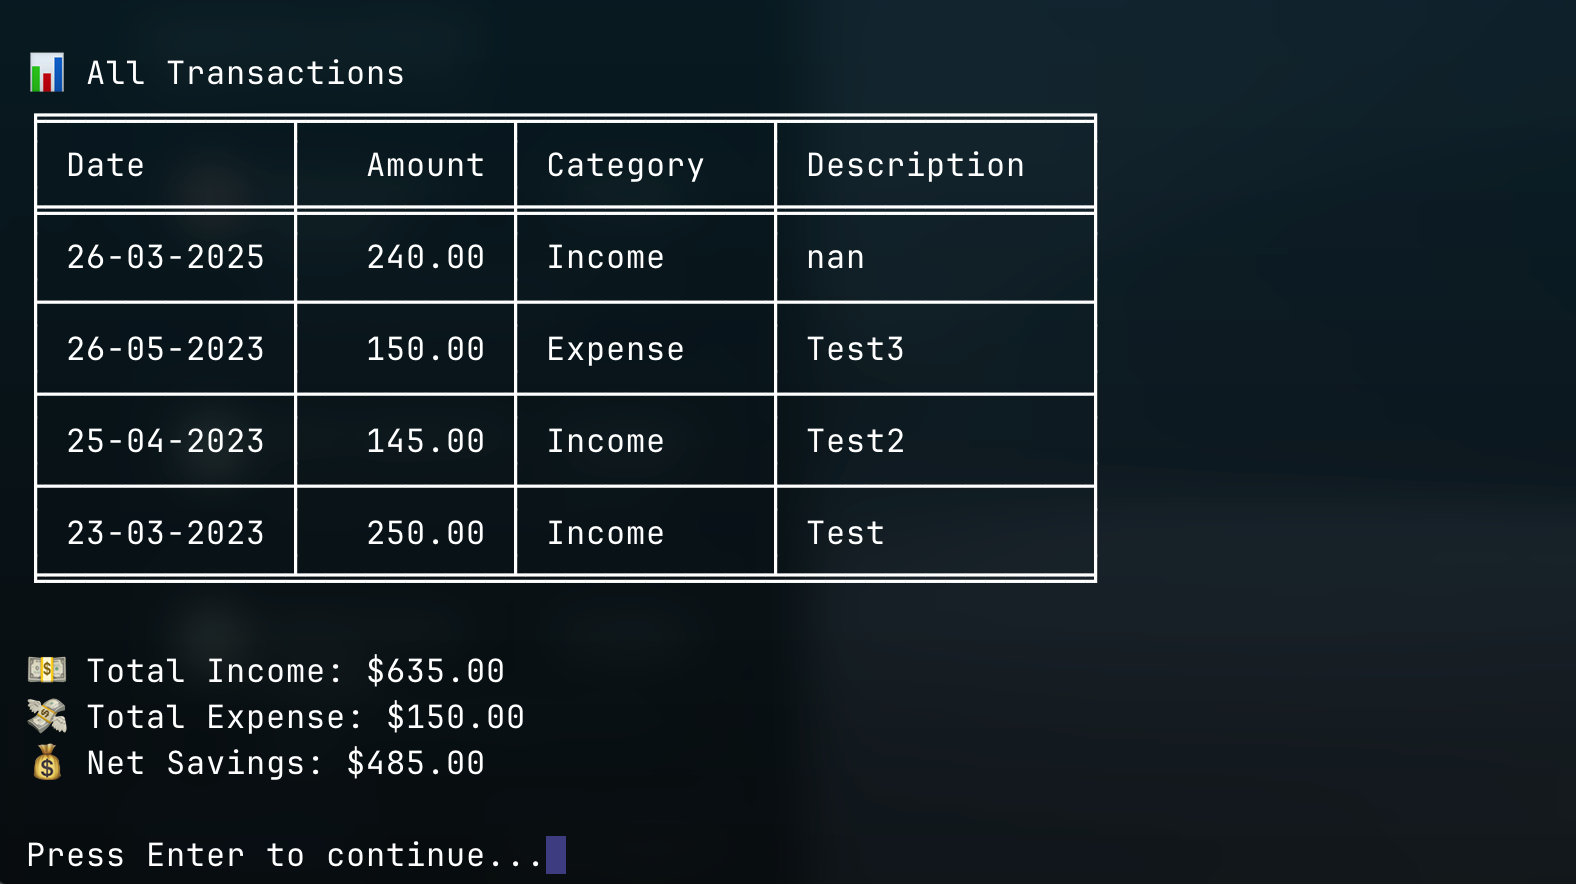 All Transactions
Date Amount Category Description
26-03-2025 240.00 Income nan
26-05-2023 150.00 Expense Test3
25-04-2023 145.00 Income Test2
23-03-2023 250.00 Income Test
Total Income: $635.00
Total Expense: $150.00
Net Savings: $485.00
Press Enter to continue...